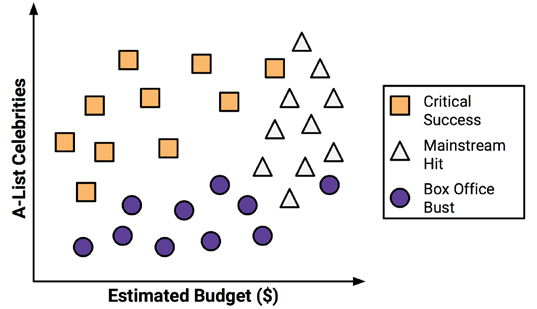 A-List Celebrities
Estimated Budget ($)
Critical
Success
Mainstream
Hit
Box Office
Bust